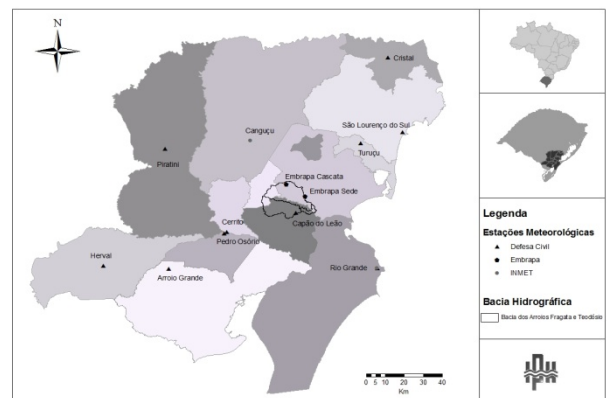 N
Cristal
São Lourenço do Sul
Canguçu
Turuçu
Piratini
Embrapa Cascata
Embrapa Sede
Cerrito
Capão do Leão
Pedro Osório
Herval
Arroio Grande
Rio Grande
0 5 10 20 30 40
Km
Legenda
Estações Meteorológicas
Defesa Civil
Embrapa
INMET
Bacia Hidrográfica
Bacia dos Arroios Fragata e Teodósio